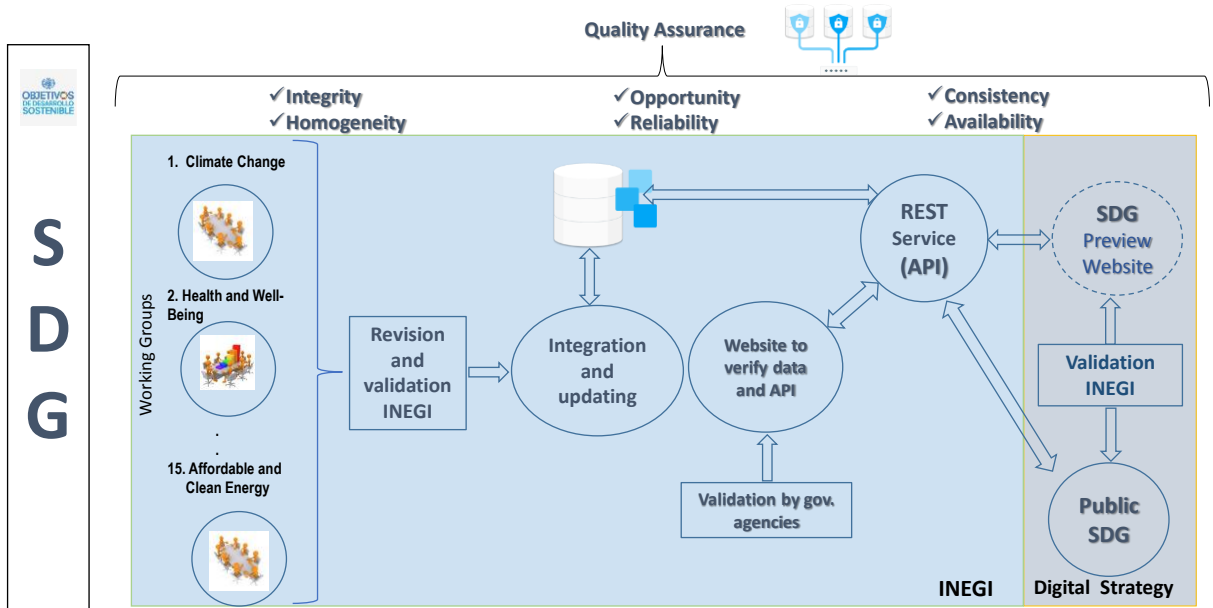 Quality Assurance
OBJETIVOS
DE DESARROLLO
SOSTENIBLE
S
D
G
✓Integrity
✓Homogeneity
✓Opportunity
✓Reliability
✓Consistency
✓Availability
Working Groups
1. Climate Change
2. Health and Well-
Being
.
.
15. Affordable and
Clean Energy
Revision
and
validation
INEGI
Integration
and
updating
Website to
verify data
and API
Validation by gov.
agencies
REST
Service
(API)
SDG
Preview
Website
Validation
INEGI
Public
SDG
INEGI
Digital Strategy